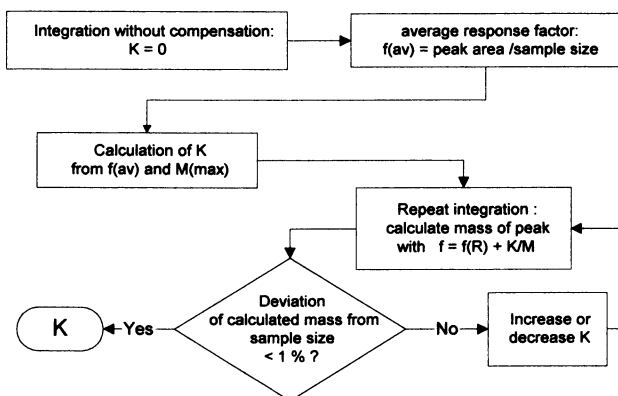 Integration without compensation:
K = 0
average response factor:
f(av) = peak area /sample size
Calculation of K
from f(av) and M(max)
Repeat integration :
calculate mass of peak
with f = f(R) + K/M
Deviation
of calculated mass from
sample size
< 1 % ?
K
Yes
No
Increase or
decrease K